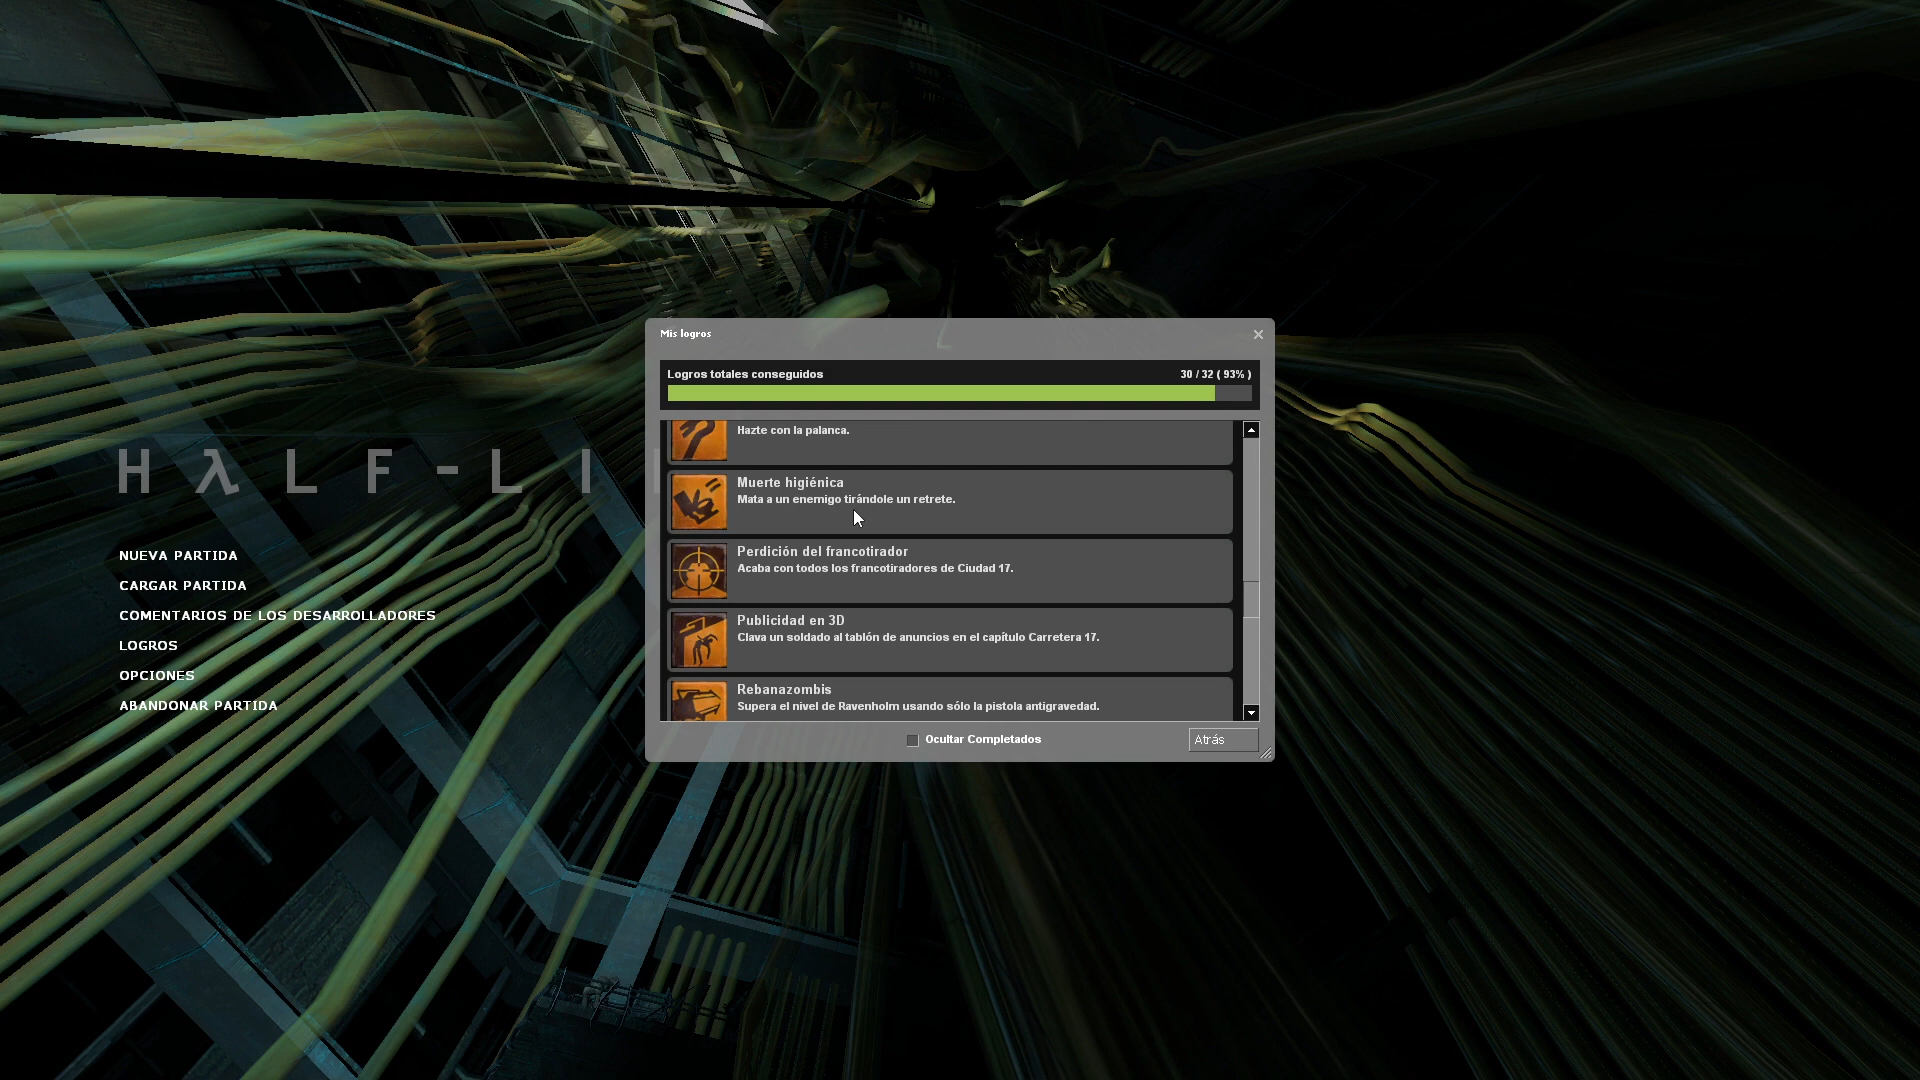 Mis logros
Logros totales conseguidos
30 / 32 ( 93% )
Hazte con la palanca.
Muerte higiénica
Mata a un enemigo tirándole un retrete.
Perdición del francotirador
Acaba con todos los francotiradores de Ciudad 17.
Publicidad en 3D
Clava un soldado al tablón de anuncios en el capítulo Carretera 17.
Rebanazombis
Supera el nivel de Ravenholm usando sólo la pistola antigravedad.
Ocultar Completados
Atrás
H λ L F - L I
NUEVA PARTIDA
CARGAR PARTIDA
COMENTARIOS DE LOS DESARROLLADORES
LOGROS
OPCIONES
ABANDONAR PARTIDA